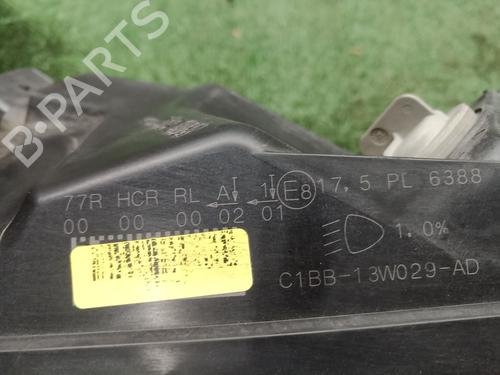 B-PARTS
77R HCR RL A 1 E8 17,5 PL 6388
00 00 00 02 01
1.0%
C1BB-13W029-AD